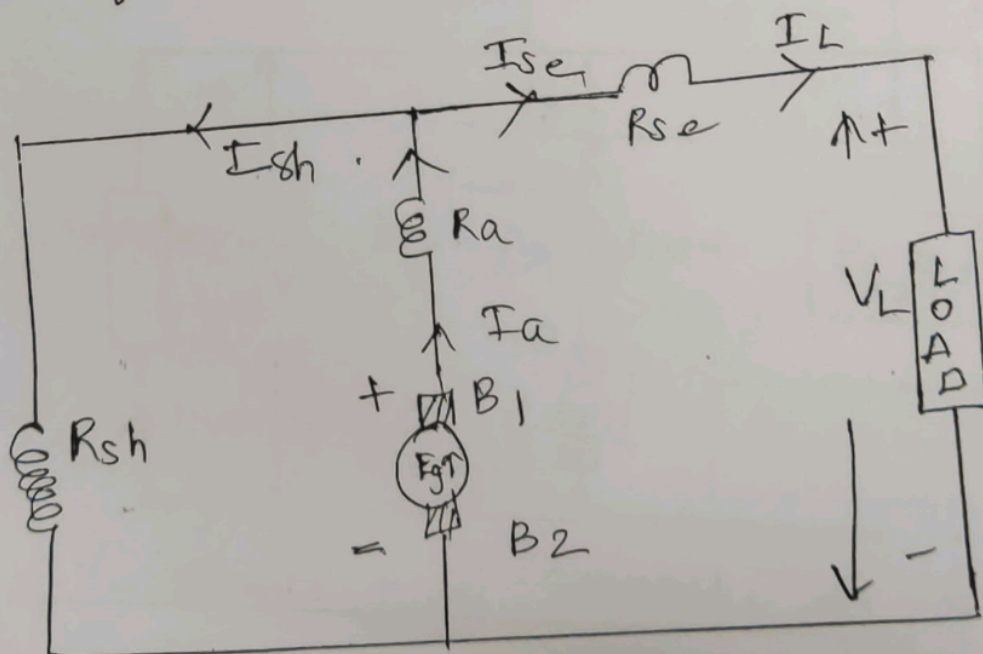 Ise
IL
Ish
Rse
+
Ra
Ia
VL
LOAD
+
B1
Rsh
Eg↑
-
B2
-